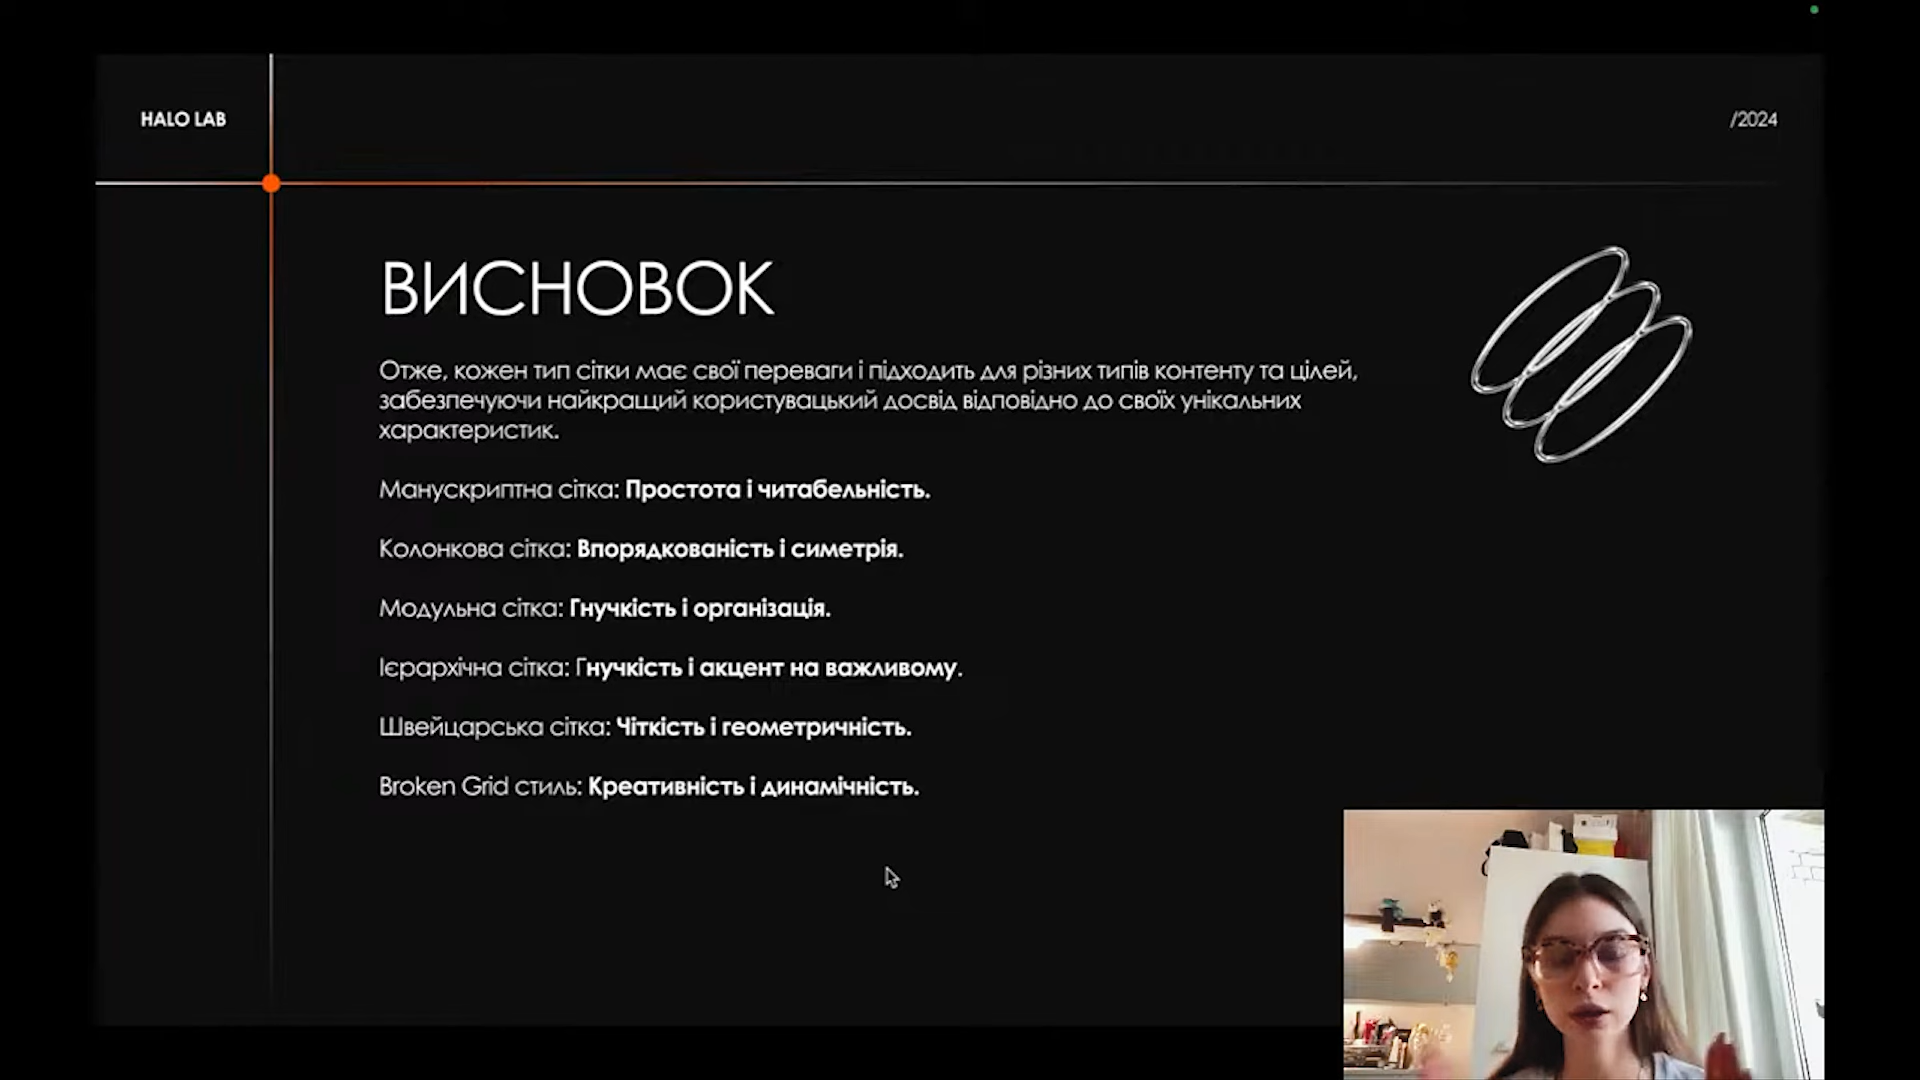 HALO LAB
/2024
ВИСНОВОК
Отже, кожен тип сітки має свої переваги і підходить для різних типів контенту та цілей,
забезпечуючи найкращий користувацький досвід відповідно до своїх унікальних
характеристик.
Манускриптна сітка: Простота і читабельність.
Колонкова сітка: Впорядкованість і симетрія.
Модульна сітка: Гнучкість і організація.
Ієрархічна сітка: Гнучкість і акцент на важливому.
Швейцарська сітка: Чіткість і геометричність.
Broken Grid стиль: Креативність і динамічність.